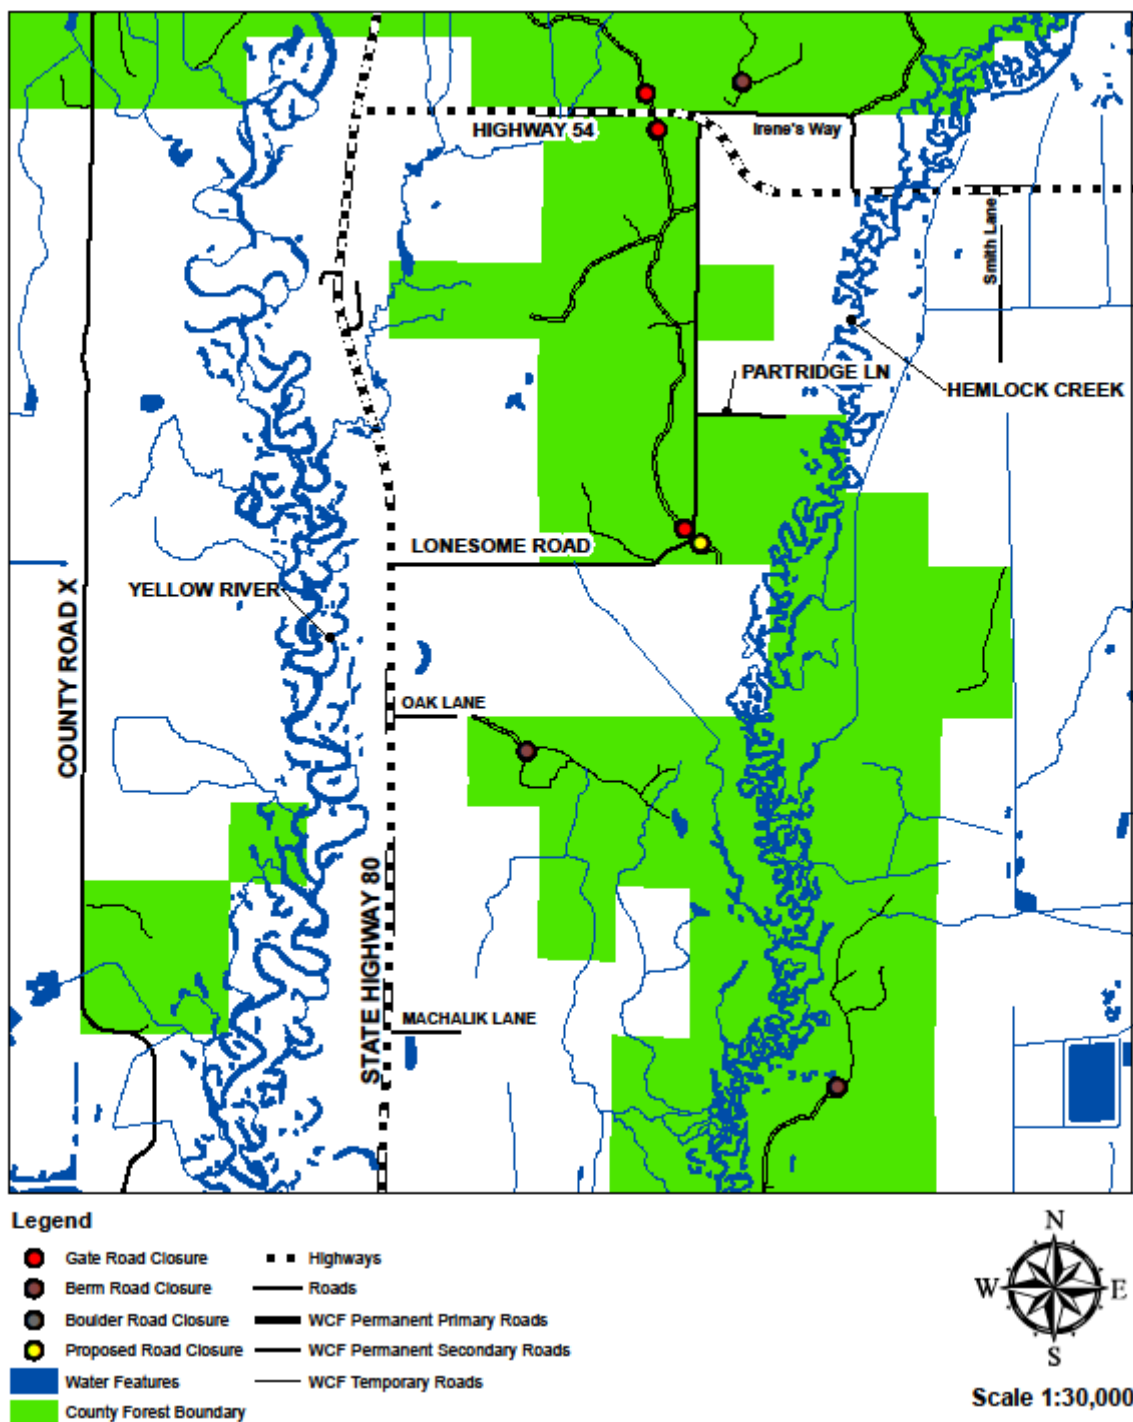 HIGHWAY 54
Irene's Way
Smith Lane
PARTRIDGE LN
HEMLOCK CREEK
LONESOME ROAD
YELLOW RIVER
COUNTY ROAD X
OAK LANE
STATE HIGHWAY 80
MACHALIK LANE
Legend
Gate Road Closure
Berm Road Closure
Boulder Road Closure
Proposed Road Closure
Water Features
County Forest Boundary
Highways
Roads
WCF Permanent Primary Roads
WCF Permanent Secondary Roads
WCF Temporary Roads
N
W E
S
Scale 1:30,000